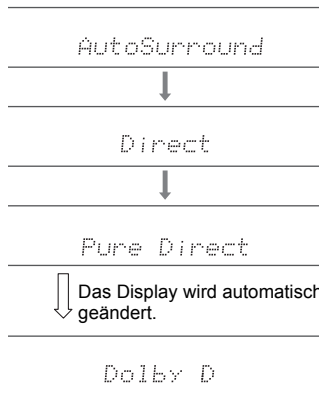 AutoSurround
Direct
Pure Direct
Das Display wird automatisch
geändert.
Dolby D